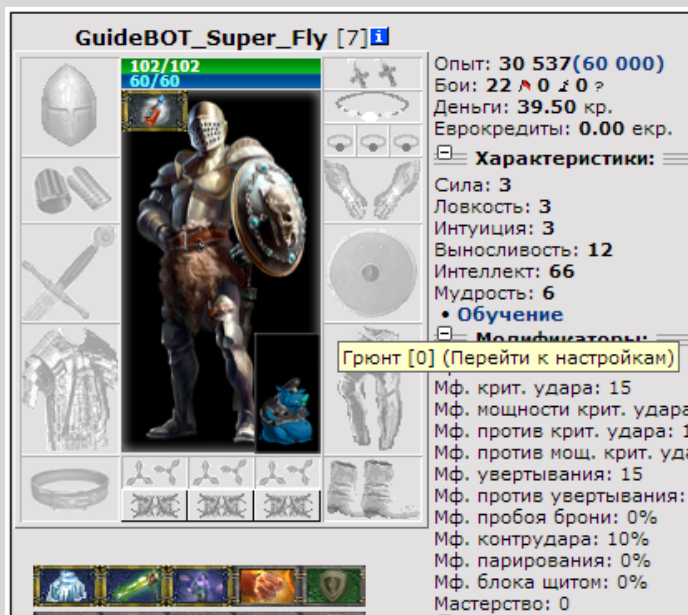 GuideBOT_Super_Fly [7]
102/102
60/60
Опыт: 30 537(60 000)
Бои: 22 0 0 ?
Деньги: 39.50 кр.
Еврокредиты: 0.00 екр.
Характеристики:
Сила: 3
Ловкость: 3
Интуиция: 3
Выносливость: 12
Интеллект: 66
Мудрость: 6
• Обучение
Модификаторы:
Грюнт [0] (Перейти к настройкам)
Мф. крит. удара: 15
Мф. мощности крит. удара
Мф. против крит. удара: 1
Мф. против мощ. крит. уда
Мф. увертывания: 15
Мф. против увертывания:
Мф. пробоя брони: 0%
Мф. контрудара: 10%
Мф. парирования: 0%
Мф. блока щитом: 0%
Мастерство: 0